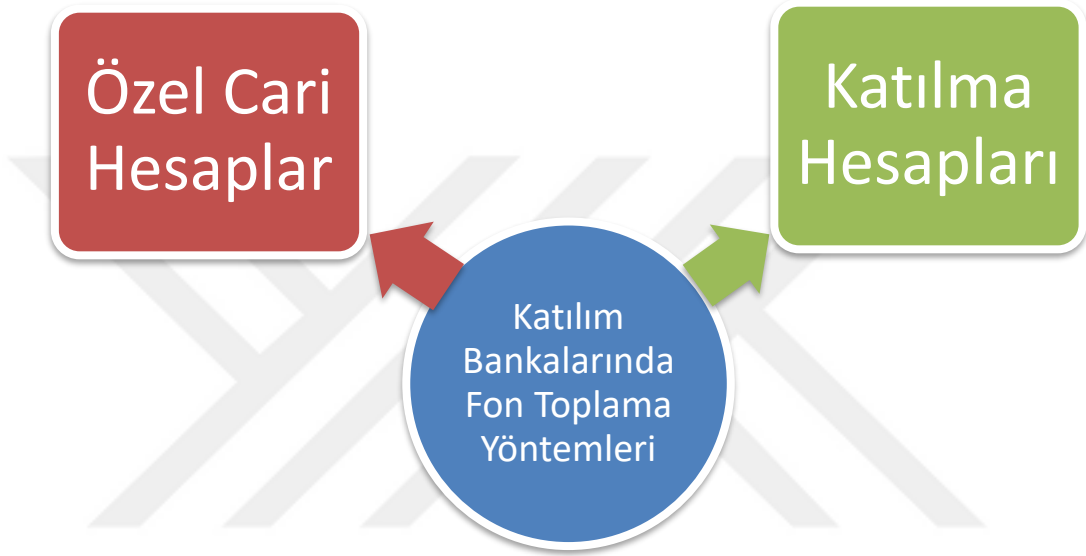 Özel Cari
Hesaplar
Katılma
Hesapları
Katılım
Bankalarında
Fon Toplama
Yöntemleri